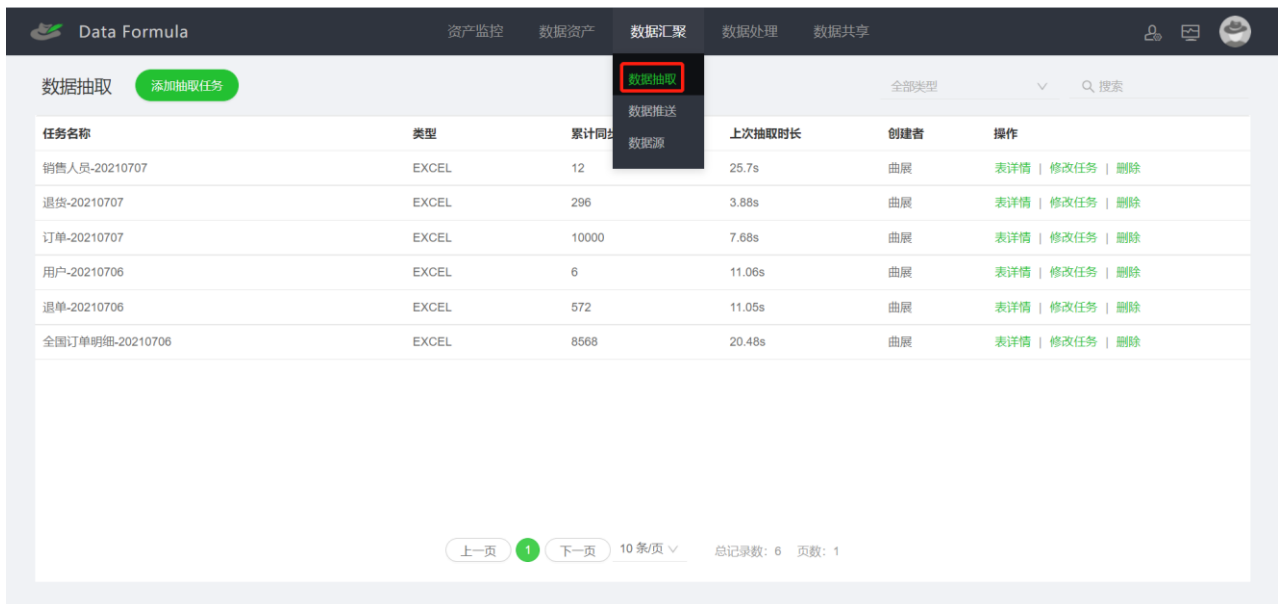 Data Formula 资产监控 数据资产 数据汇聚 数据处理 数据共享
数据抽取 添加抽取任务 数据抽取 全部类型 搜索
数据推送
数据源
任务名称 类型 累计同步 上次抽取时长 创建者 操作
销售人员-20210707 EXCEL 12 25.7s 曲展 表详情 | 修改任务 | 删除
退货-20210707 EXCEL 296 3.88s 曲展 表详情 | 修改任务 | 删除
订单-20210707 EXCEL 10000 7.68s 曲展 表详情 | 修改任务 | 删除
用户-20210706 EXCEL 6 11.06s 曲展 表详情 | 修改任务 | 删除
退单-20210706 EXCEL 572 11.05s 曲展 表详情 | 修改任务 | 删除
全国订单明细-20210706 EXCEL 8568 20.48s 曲展 表详情 | 修改任务 | 删除
上一页 1 下一页 10 条/页 总记录数: 6 页数: 1